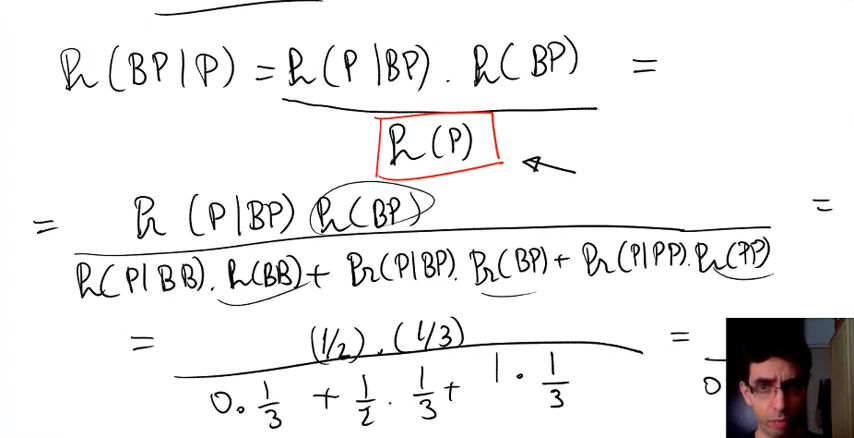 Pr(BP|P) = Pr(P|BP) . Pr(BP) =
Pr(P)
= Pr (P|BP) Pr(BP) =
Pr(P|BB). Pr(BB) + Pr(P|BP). Pr(BP) + Pr(P|PP). Pr(PP)
= (1/2) . (1/3) =
0. 1/3 + 1/2 . 1/3 + 1 . 1/3 0